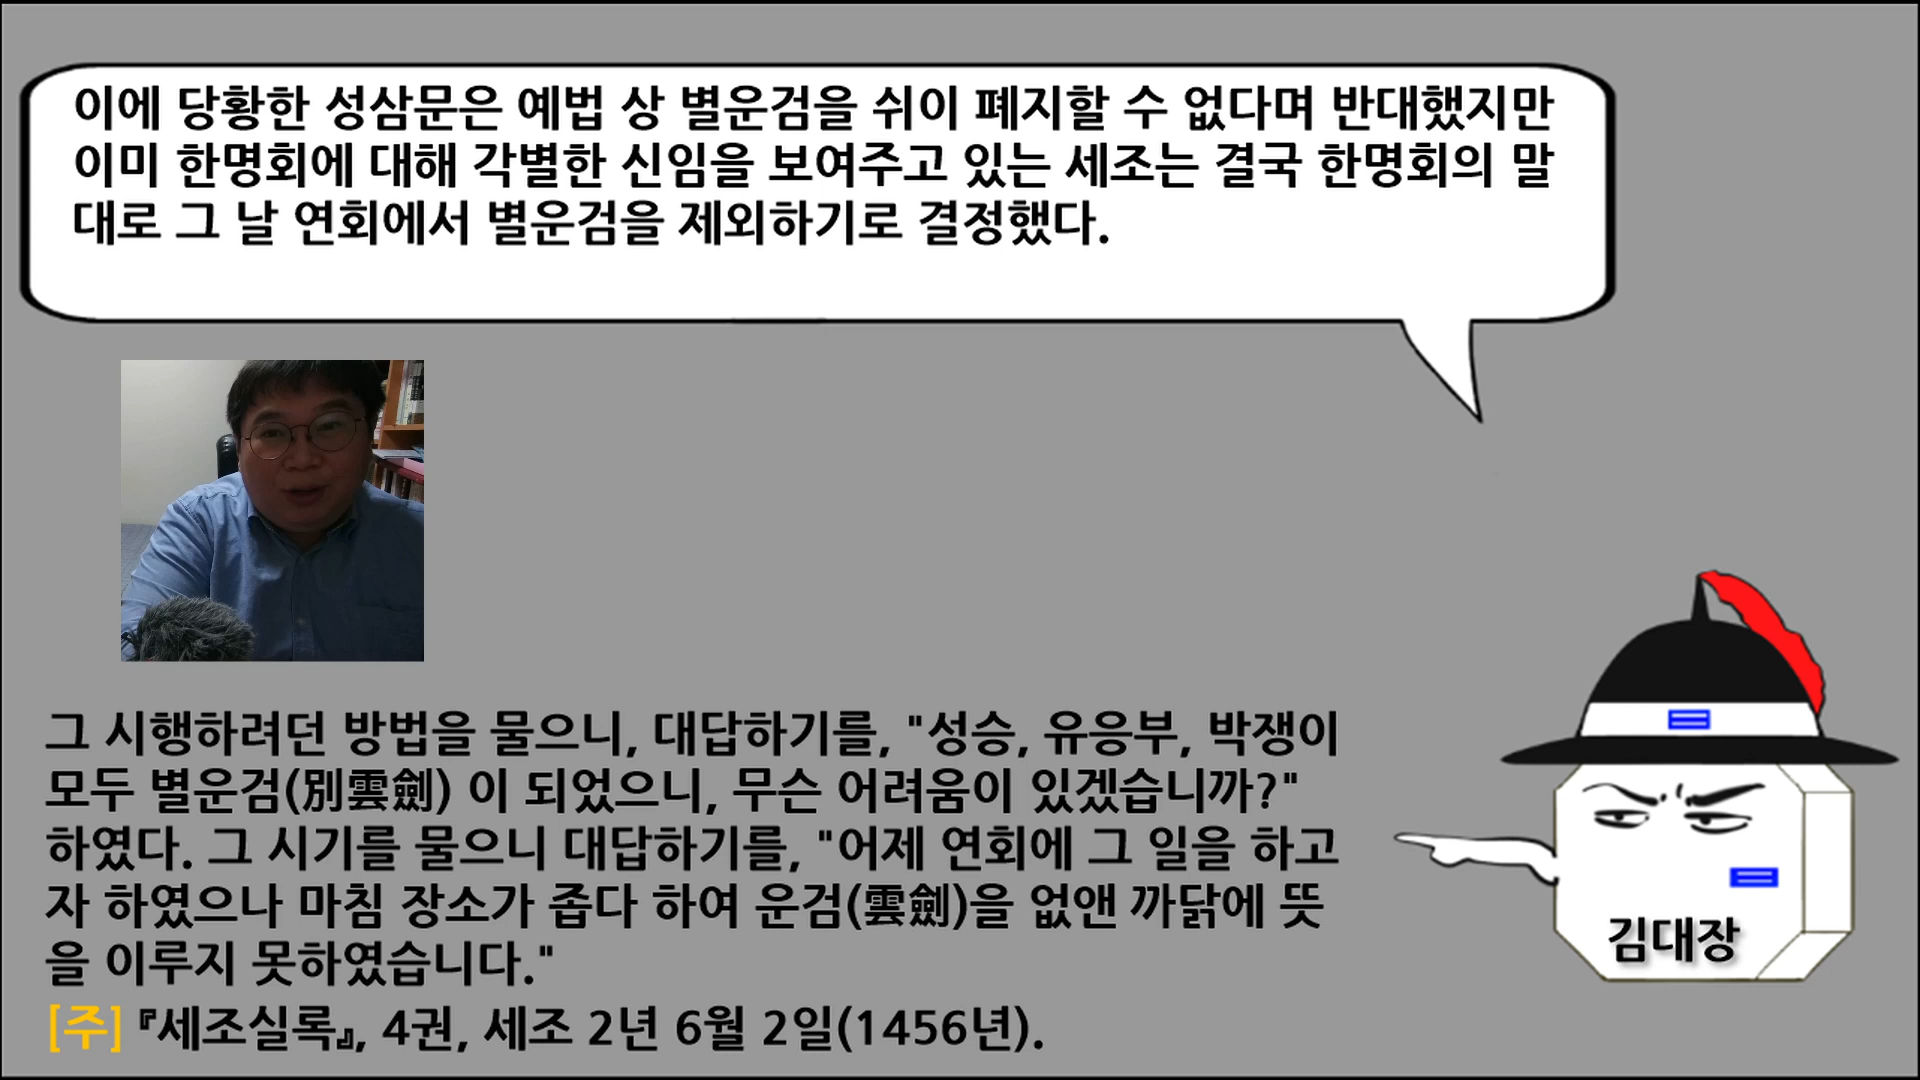 이에 당황한 성삼문은 예법 상 별운검을 쉬이 폐지할 수 없다며 반대했지만
이미 한명회에 대해 각별한 신임을 보여주고 있는 세조는 결국 한명회의 말
대로 그 날 연회에서 별운검을 제외하기로 결정했다.
그 시행하려던 방법을 물으니, 대답하기를, "성승, 유응부, 박쟁이
모두 별운검(別雲劍) 이 되었으니, 무슨 어려움이 있겠습니까?"
하였다. 그 시기를 물으니 대답하기를, "어제 연회에 그 일을 하고
자 하였으나 마침 장소가 좁다 하여 운검(雲劍)을 없앤 까닭에 뜻
을 이루지 못하였습니다."
[주] 『세조실록』, 4권, 세조 2년 6월 2일(1456년).
김대장